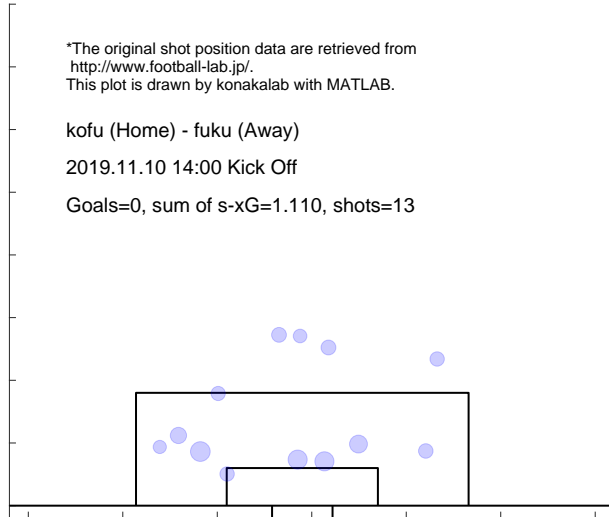 *The original shot position data are retrieved from
http://www.football-lab.jp/.
This plot is drawn by konakalab with MATLAB.
kofu (Home) - fuku (Away)
2019.11.10 14:00 Kick Off
Goals=0, sum of s-xG=1.110, shots=13